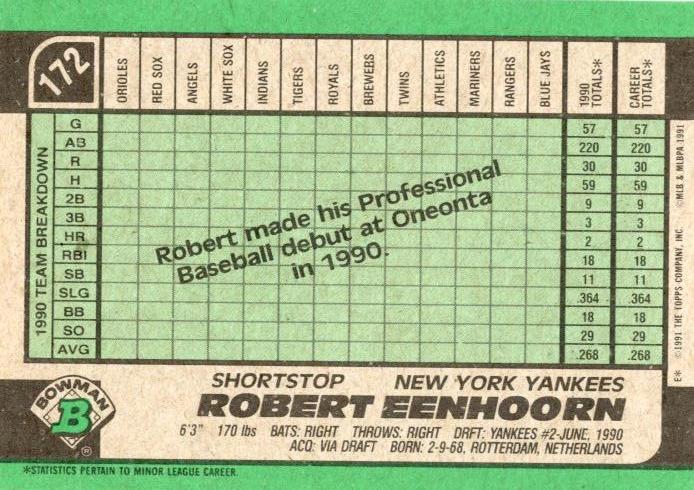 172
ORIOLES RED SOX ANGELS WHITE SOX INDIANS TIGERS ROYALS BREWERS TWINS ATHLETICS MARINERS RANGERS BLUE JAYS 1990 TOTALS* CAREER TOTALS*
1990 TEAM BREAKDOWN
G 57 57
AB 220 220
R 30 30
H 59 59
2B 9 9
3B 3 3
HR 2 2
RBI 18 18
SB 11 11
SLG .364 .364
BB 18 18
SO 29 29
AVG .268 .268
Robert made his Professional
Baseball debut at Oneonta
in 1990.
E* ©1991 THE TOPPS COMPANY, INC. ©MLB & MLBPA 1991
BOWMAN
B
®
SHORTSTOP NEW YORK YANKEES
ROBERT EENHOORN
6'3" 170 lbs BATS: RIGHT THROWS: RIGHT DRFT: YANKEES #2-JUNE, 1990
ACQ: VIA DRAFT BORN: 2-9-68, ROTTERDAM, NETHERLANDS
*STATISTICS PERTAIN TO MINOR LEAGUE CAREER.